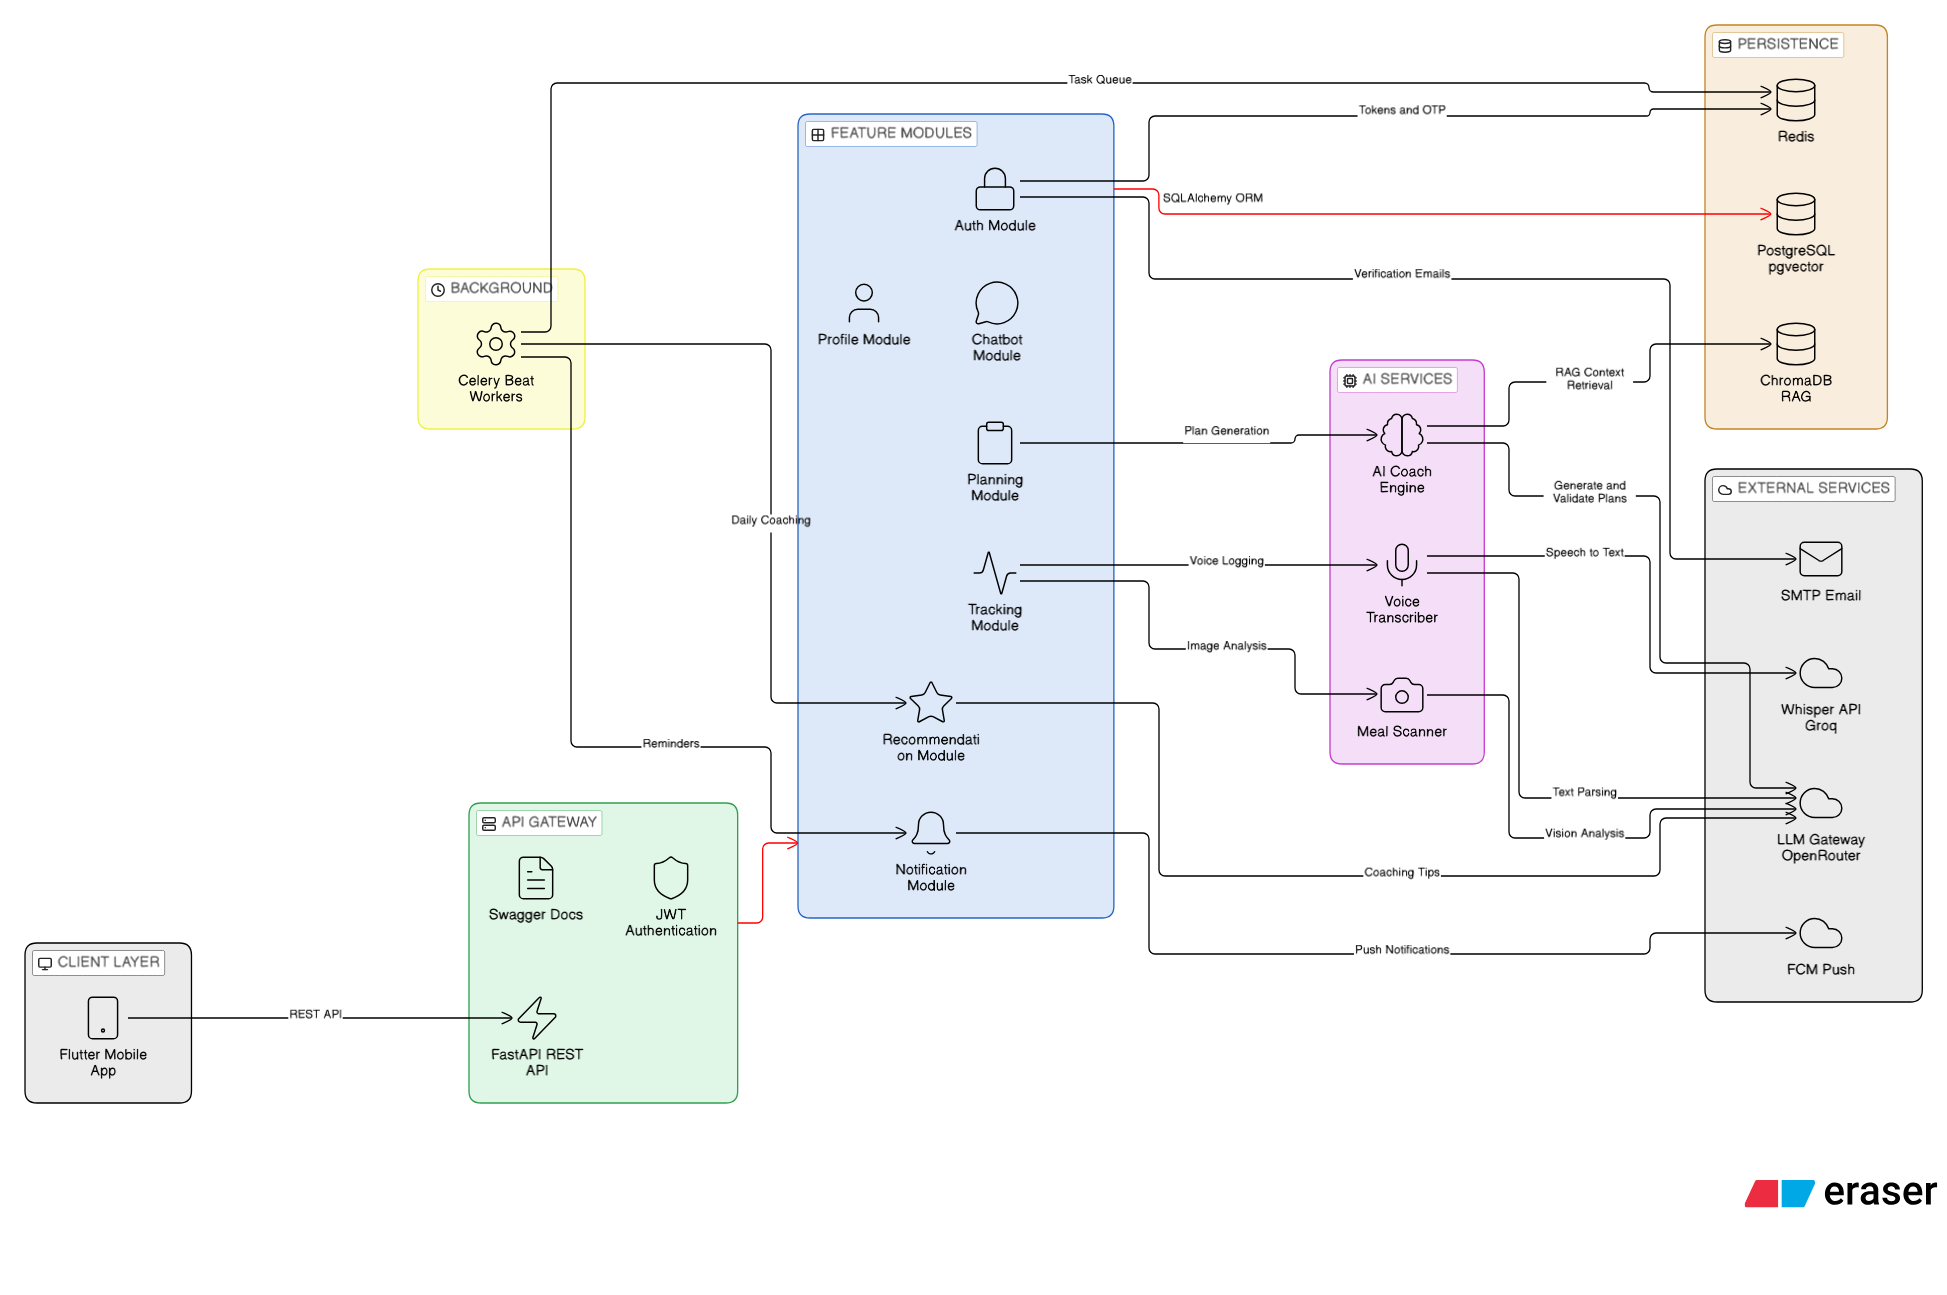 PERSISTENCE
Task Queue
Tokens and OTP
Redis
FEATURE MODULES
Auth Module
SQLAlchemy ORM
PostgreSQL
pgvector
Verification Emails
BACKGROUND
Celery Beat
Workers
Profile Module
Chatbot
Module
AI SERVICES
RAG Context
Retrieval
ChromaDB
RAG
Plan Generation
AI Coach
Engine
Planning
Module
Generate and
Validate Plans
EXTERNAL SERVICES
Daily Coaching
Voice Logging
Speech to Text
Tracking
Module
Voice
Transcriber
SMTP Email
Image Analysis
Whisper API
Groq
Recommendati
on Module
Meal Scanner
Reminders
Text Parsing
Vision Analysis
LLM Gateway
OpenRouter
API GATEWAY
Notification
Module
Coaching Tips
Swagger Docs
JWT
Authentication
Push Notifications
FCM Push
CLIENT LAYER
REST API
Flutter Mobile
App
FastAPI REST
API
eraser